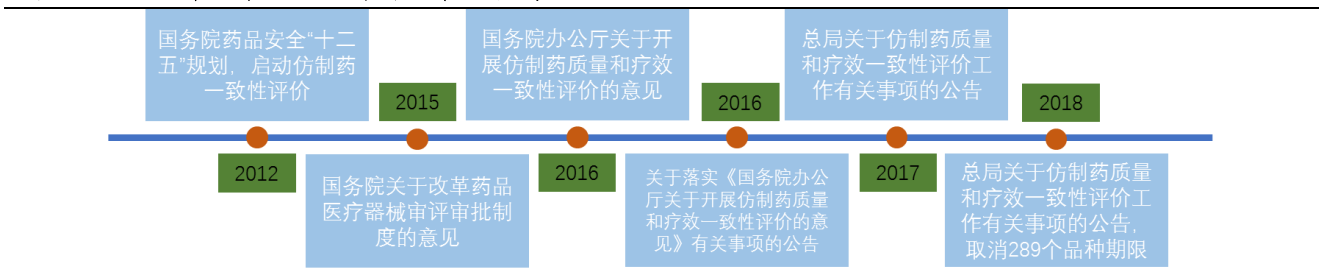 国务院药品安全“十二
五”规划，启动仿制药
一致性评价
2012
2015
国务院关于改革药品
医疗器械审评审批制
度的意见
国务院办公厅关于开
展仿制药质量和疗效
一致性评价的意见
2016
2016
关于落实《国务院办公
厅关于开展仿制药质量
和疗效一致性评价的意
见》有关事项的公告
总局关于仿制药质量
和疗效一致性评价工
作有关事项的公告
2017
2018
总局关于仿制药质量
和疗效一致性评价工
作有关事项的公告，
取消289个品种期限